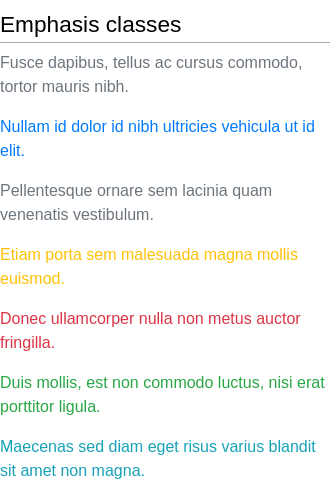 Emphasis classes
Fusce dapibus, tellus ac cursus commodo,
tortor mauris nibh.
Nullam id dolor id nibh ultricies vehicula ut id
elit.
Pellentesque ornare sem lacinia quam
venenatis vestibulum.
Etiam porta sem malesuada magna mollis
euismod.
Donec ullamcorper nulla non metus auctor
fringilla.
Duis mollis, est non commodo luctus, nisi erat
porttitor ligula.
Maecenas sed diam eget risus varius blandit
sit amet non magna.